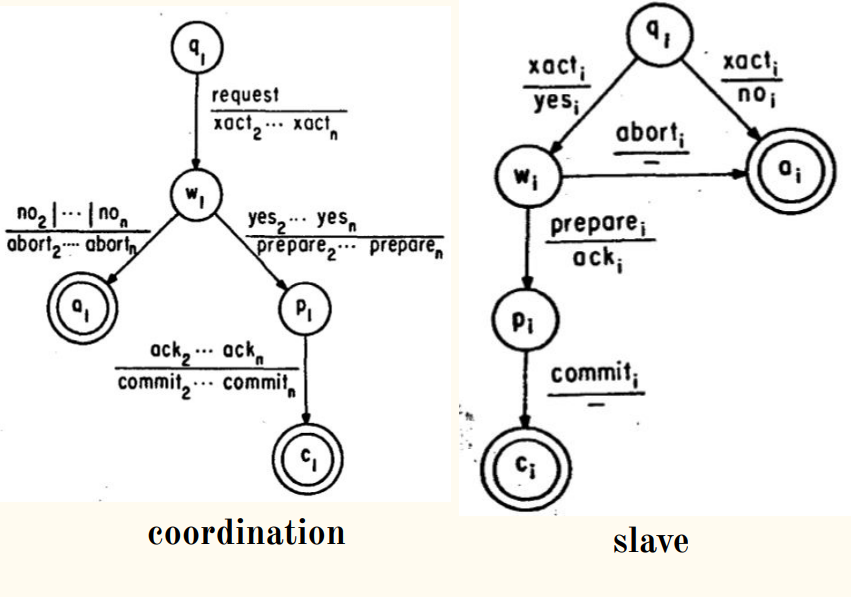 q₁
request
xact₂ ... xactₙ
w₁
no₂|...|noₙ
abort₂ ... abortₙ
yes₂ ... yesₙ
prepare₂ ... prepareₙ
a₁
p₁
ack₂ ... ackₙ
commit₂ ... commitₙ
c₁
coordination
qᵢ
xactᵢ
yesᵢ
xactᵢ
noᵢ
abortᵢ
–
wᵢ
aᵢ
prepareᵢ
ackᵢ
pᵢ
commitᵢ
–
cᵢ
slave